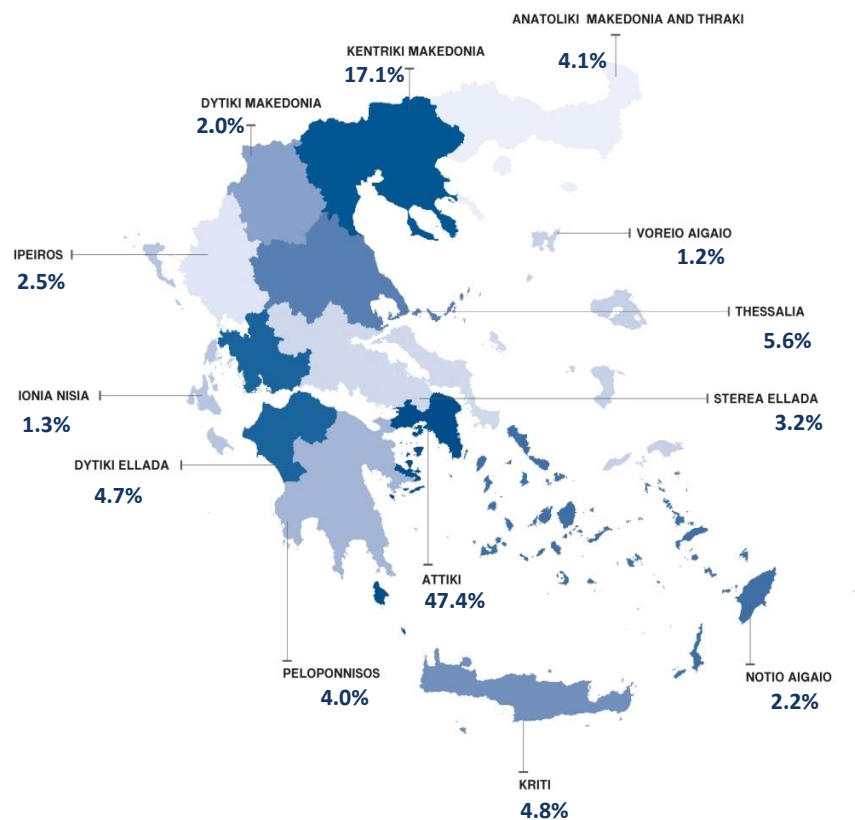 ANATOLIKI MAKEDONIA AND THRAKI
4.1%
KENTRIKI MAKEDONIA
17.1%
DYTIKI MAKEDONIA
2.0%
VOREIO AIGAIO
1.2%
IPEIROS
2.5%
THESSALIA
5.6%
IONIA NISIA
1.3%
STEREA ELLADA
3.2%
DYTIKI ELLADA
4.7%
ATTIKI
47.4%
PELOPONNISOS
4.0%
NOTIO AIGAIO
2.2%
KRITI
4.8%